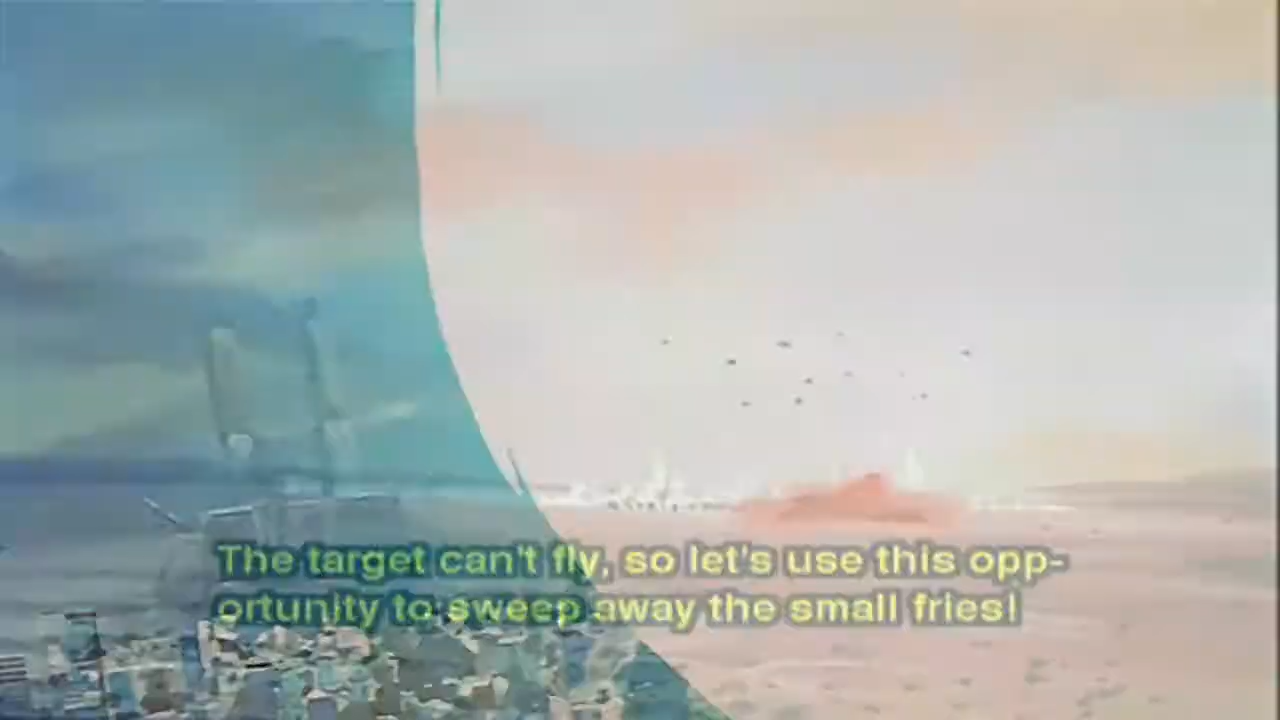 The target can't fly, so let's use this opp-
ortunity to sweep away the small fries!